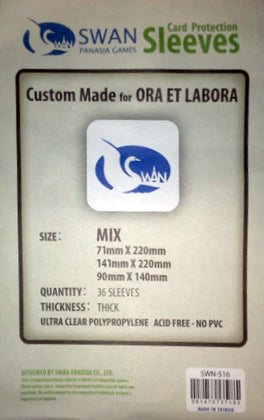 SWAN
PANASIA GAMES
Card Protection
Sleeves
Custom Made for ORA ET LABORA
SWAN
SIZE: MIX
71mm X 220mm
141mm X 220mm
90mm X 140mm
QUANTITY: 36 SLEEVES
THICKNESS: THICK
ULTRA CLEAR POLYPROPYLENE ACID FREE - NO PVC
DESIGNED BY SWAN PANASIA CO., LTD.
SWN-516
MADE IN TAIWAN